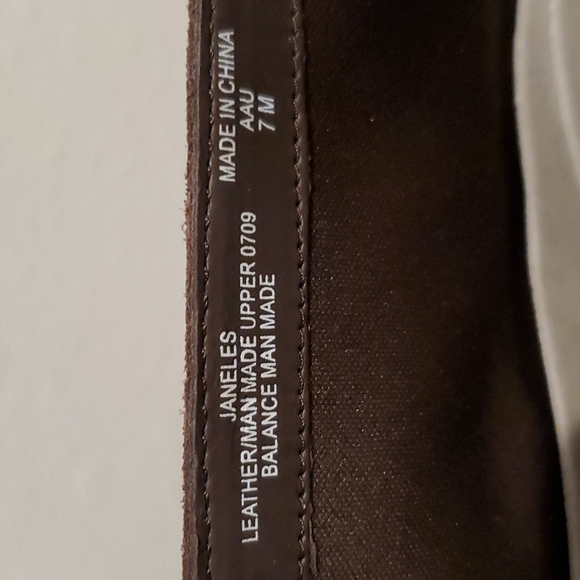 JANELES
LEATHER/MAN MADE UPPER 0709
BALANCE MAN MADE
MADE IN CHINA
AAU
7 M